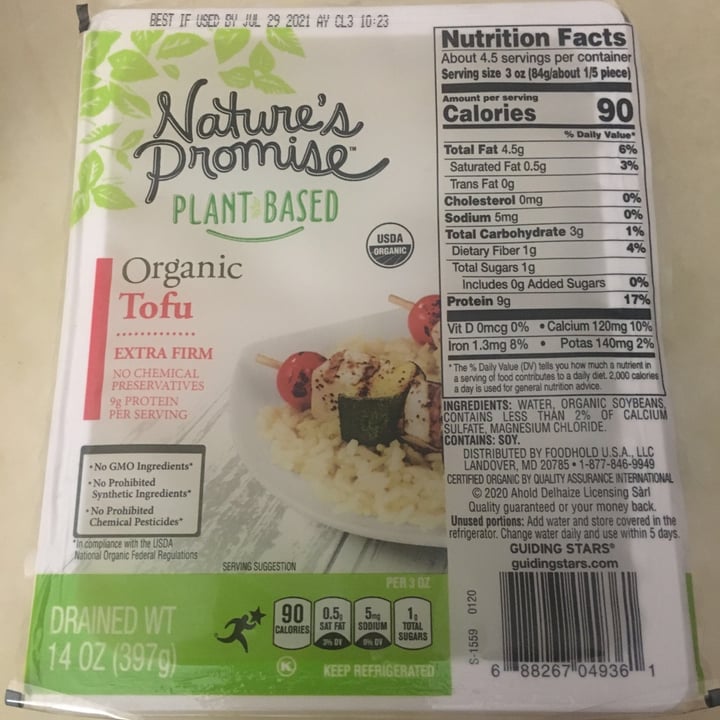 BEST IF USED BY JUL 29 2021 AY CL3 10:23
Nature's
Promise™
PLANT BASED
USDA
ORGANIC
Organic
Tofu
EXTRA FIRM
NO CHEMICAL
PRESERVATIVES
9g PROTEIN
PER SERVING
• No GMO Ingredients*
• No Prohibited
Synthetic Ingredients*
• No Prohibited
Chemical Pesticides*
*In compliance with the USDA
National Organic Federal Regulations
SERVING SUGGESTION
PER 3 OZ
DRAINED WT
14 OZ (397g)
90
CALORIES
0.5g
SAT FAT
3% DV
5mg
SODIUM
0% DV
1g
TOTAL
SUGARS
K
KEEP REFRIGERATED
Nutrition Facts
About 4.5 servings per container
Serving size 3 oz (84g/about 1/5 piece)
Amount per serving
Calories 90
% Daily Value*
Total Fat 4.5g 6%
Saturated Fat 0.5g 3%
Trans Fat 0g
Cholesterol 0mg 0%
Sodium 5mg 0%
Total Carbohydrate 3g 1%
Dietary Fiber 1g 4%
Total Sugars 1g
Includes 0g Added Sugars 0%
Protein 9g 17%
Vit D 0mcg 0% • Calcium 120mg 10%
Iron 1.3mg 8% • Potas 140mg 2%
*The % Daily Value (DV) tells you how much a nutrient in
a serving of food contributes to a daily diet. 2,000 calories
a day is used for general nutrition advice.
INGREDIENTS: WATER, ORGANIC SOYBEANS,
CONTAINS LESS THAN 2% OF CALCIUM
SULFATE, MAGNESIUM CHLORIDE.
CONTAINS: SOY.
DISTRIBUTED BY FOODHOLD U.S.A., LLC
LANDOVER, MD 20785 • 1-877-846-9949
CERTIFIED ORGANIC BY QUALITY ASSURANCE INTERNATIONAL
© 2020 Ahold Delhaize Licensing Sàrl
Quality guaranteed or your money back.
Unused portions: Add water and store covered in the
refrigerator. Change water daily and use within 5 days.
GUIDING STARS®
guidingstars.com
S-1559 0120
6 88267 04936 1